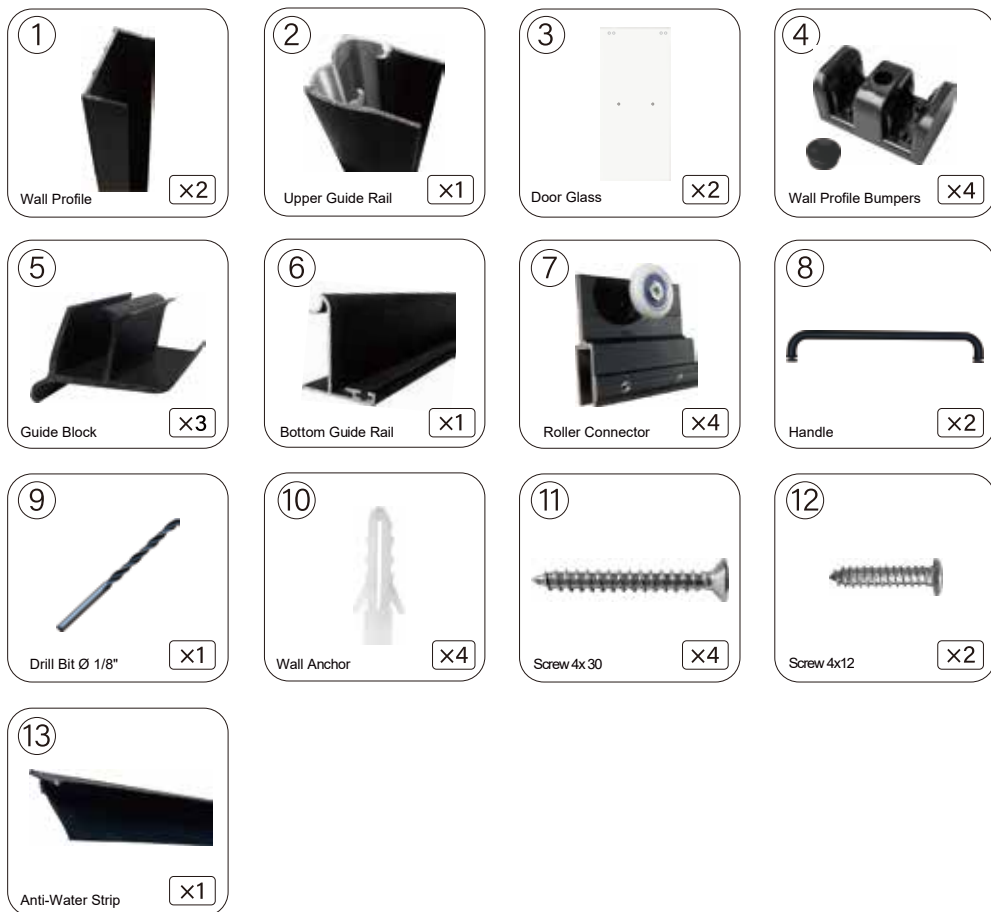 1
Wall Profile ×2
2
Upper Guide Rail ×1
3
Door Glass ×2
4
Wall Profile Bumpers ×4
5
Guide Block ×3
6
Bottom Guide Rail ×1
7
Roller Connector ×4
8
Handle ×2
9
Drill Bit Ø 1/8" ×1
10
Wall Anchor ×4
11
Screw 4x 30 ×4
12
Screw 4x12 ×2
13
Anti-Water Strip ×1